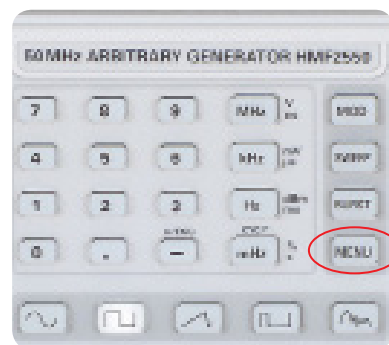 50MHz ARBITRARY GENERATOR HMF2550
7 8 9 MHz MOD
4 5 6 kHz SWEEP
1 2 3 Hz BURST
0 . − mHz MENU